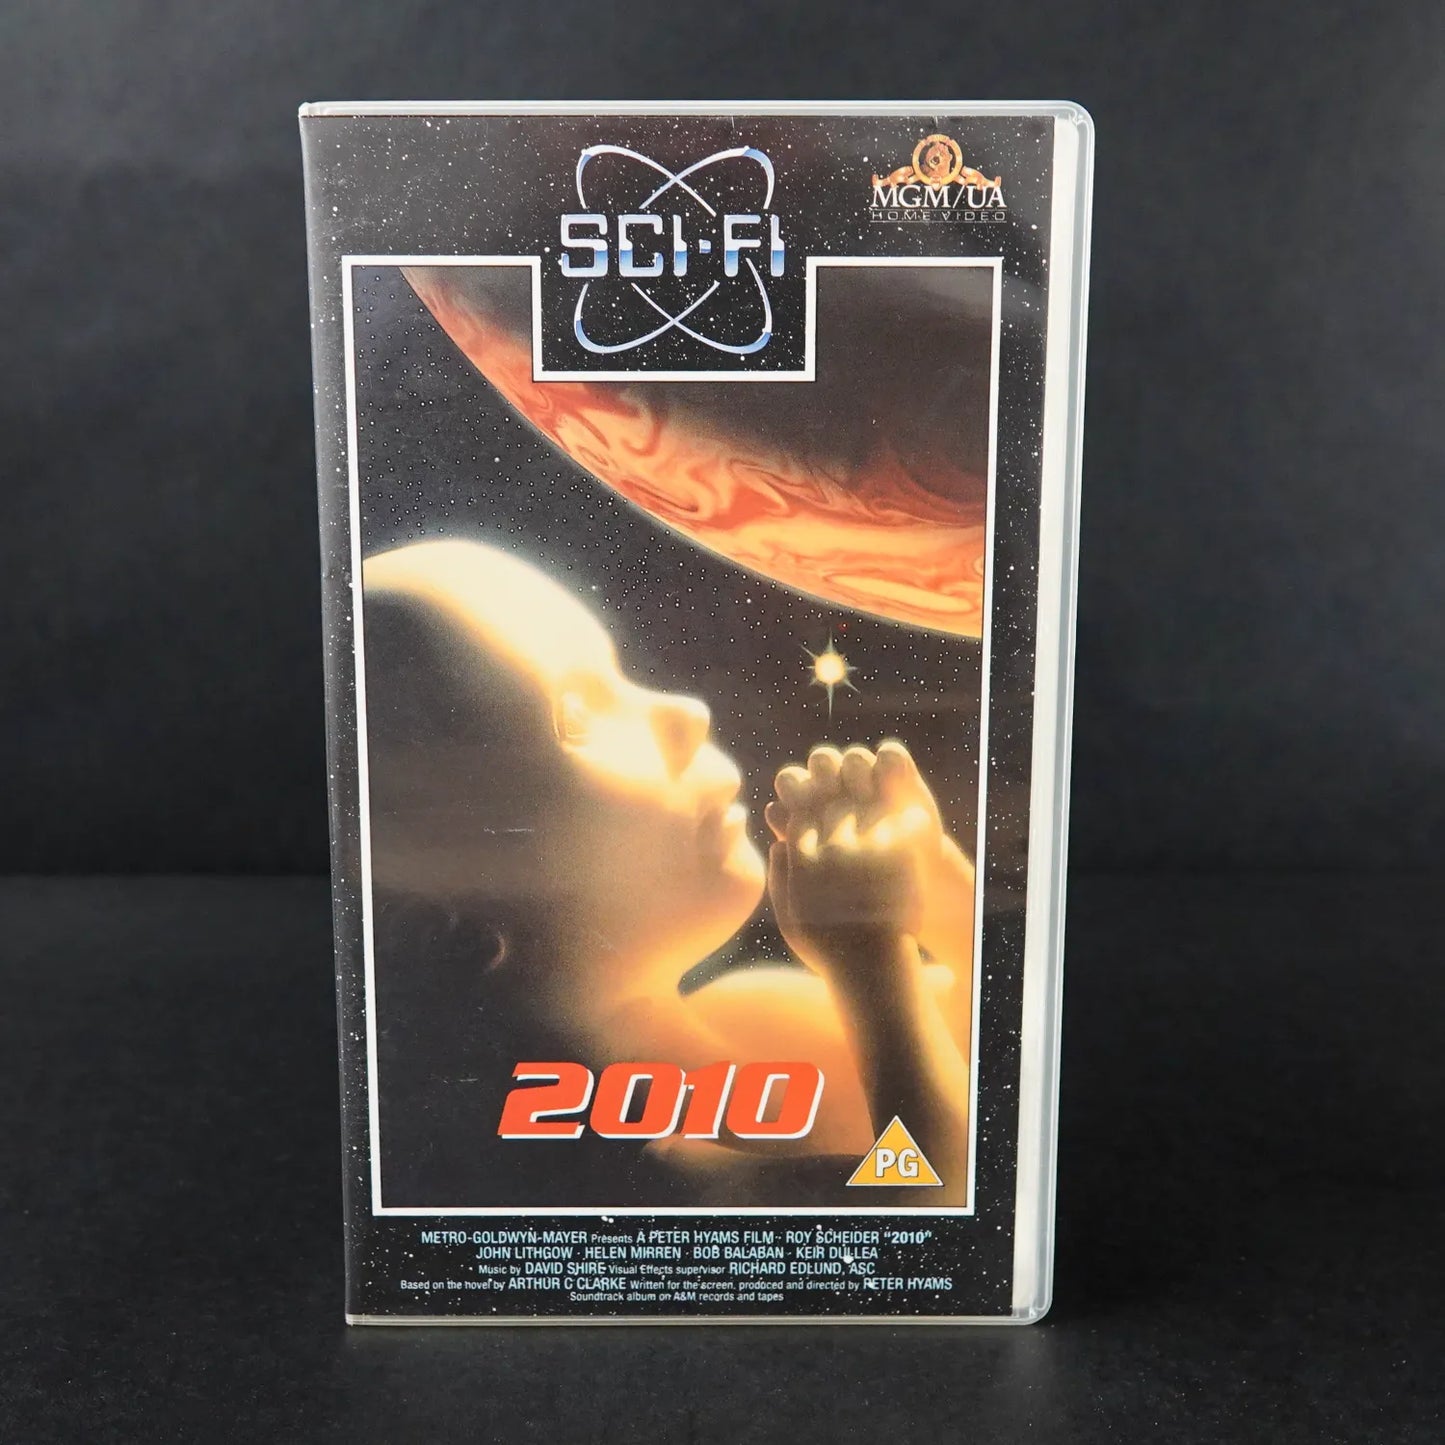 SCI-FI
MGM/UA
HOME VIDEO
2010
PG
METRO-GOLDWYN-MAYER Presents A PETER HYAMS FILM · ROY SCHEIDER "2010"
JOHN LITHGOW · HELEN MIRREN · BOB BALABAN · KEIR DULLEA
Music by DAVID SHIRE Visual Effects supervisor RICHARD EDLUND, ASC
Based on the novel by ARTHUR C CLARKE Written for the screen, produced and directed by PETER HYAMS
Soundtrack album on A&M records and tapes